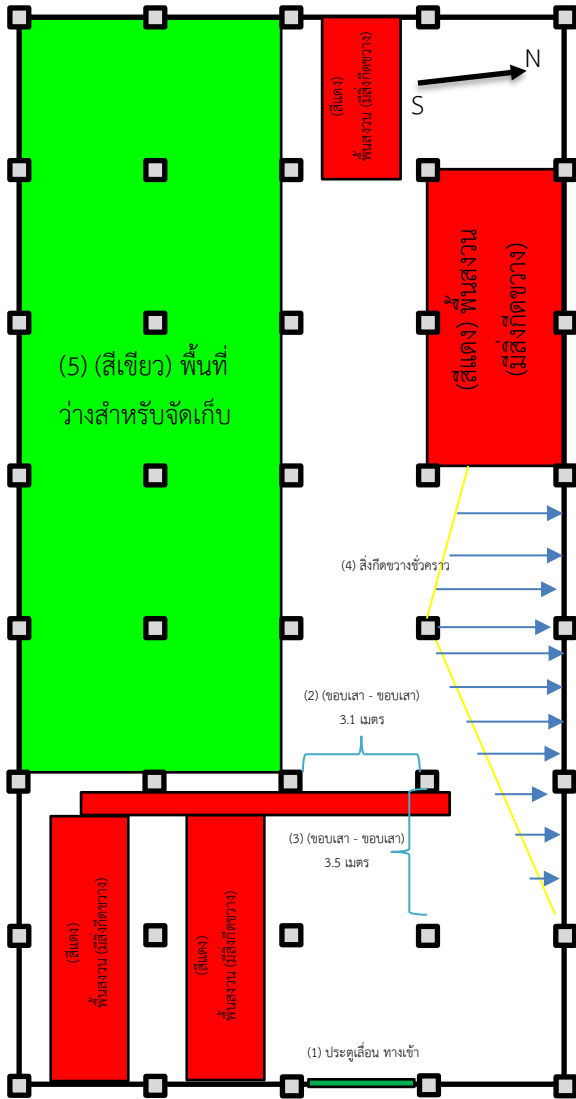 (สีแดง)
พื้นสงวน (มีสิ่งกีดขวาง)
N
S
(สีแดง) พื้นสงวน
(มีสิ่งกีดขวาง)
(5) (สีเขียว) พื้นที่
ว่างสำหรับจัดเก็บ
(4) สิ่งกีดขวางชั่วคราว
(2) (ขอบเสา - ขอบเสา)
3.1 เมตร
(3) (ขอบเสา - ขอบเสา)
3.5 เมตร
(สีแดง)
พื้นสงวน (มีสิ่งกีดขวาง)
(สีแดง)
พื้นสงวน (มีสิ่งกีดขวาง)
(1) ประตูเลื่อน ทางเข้า